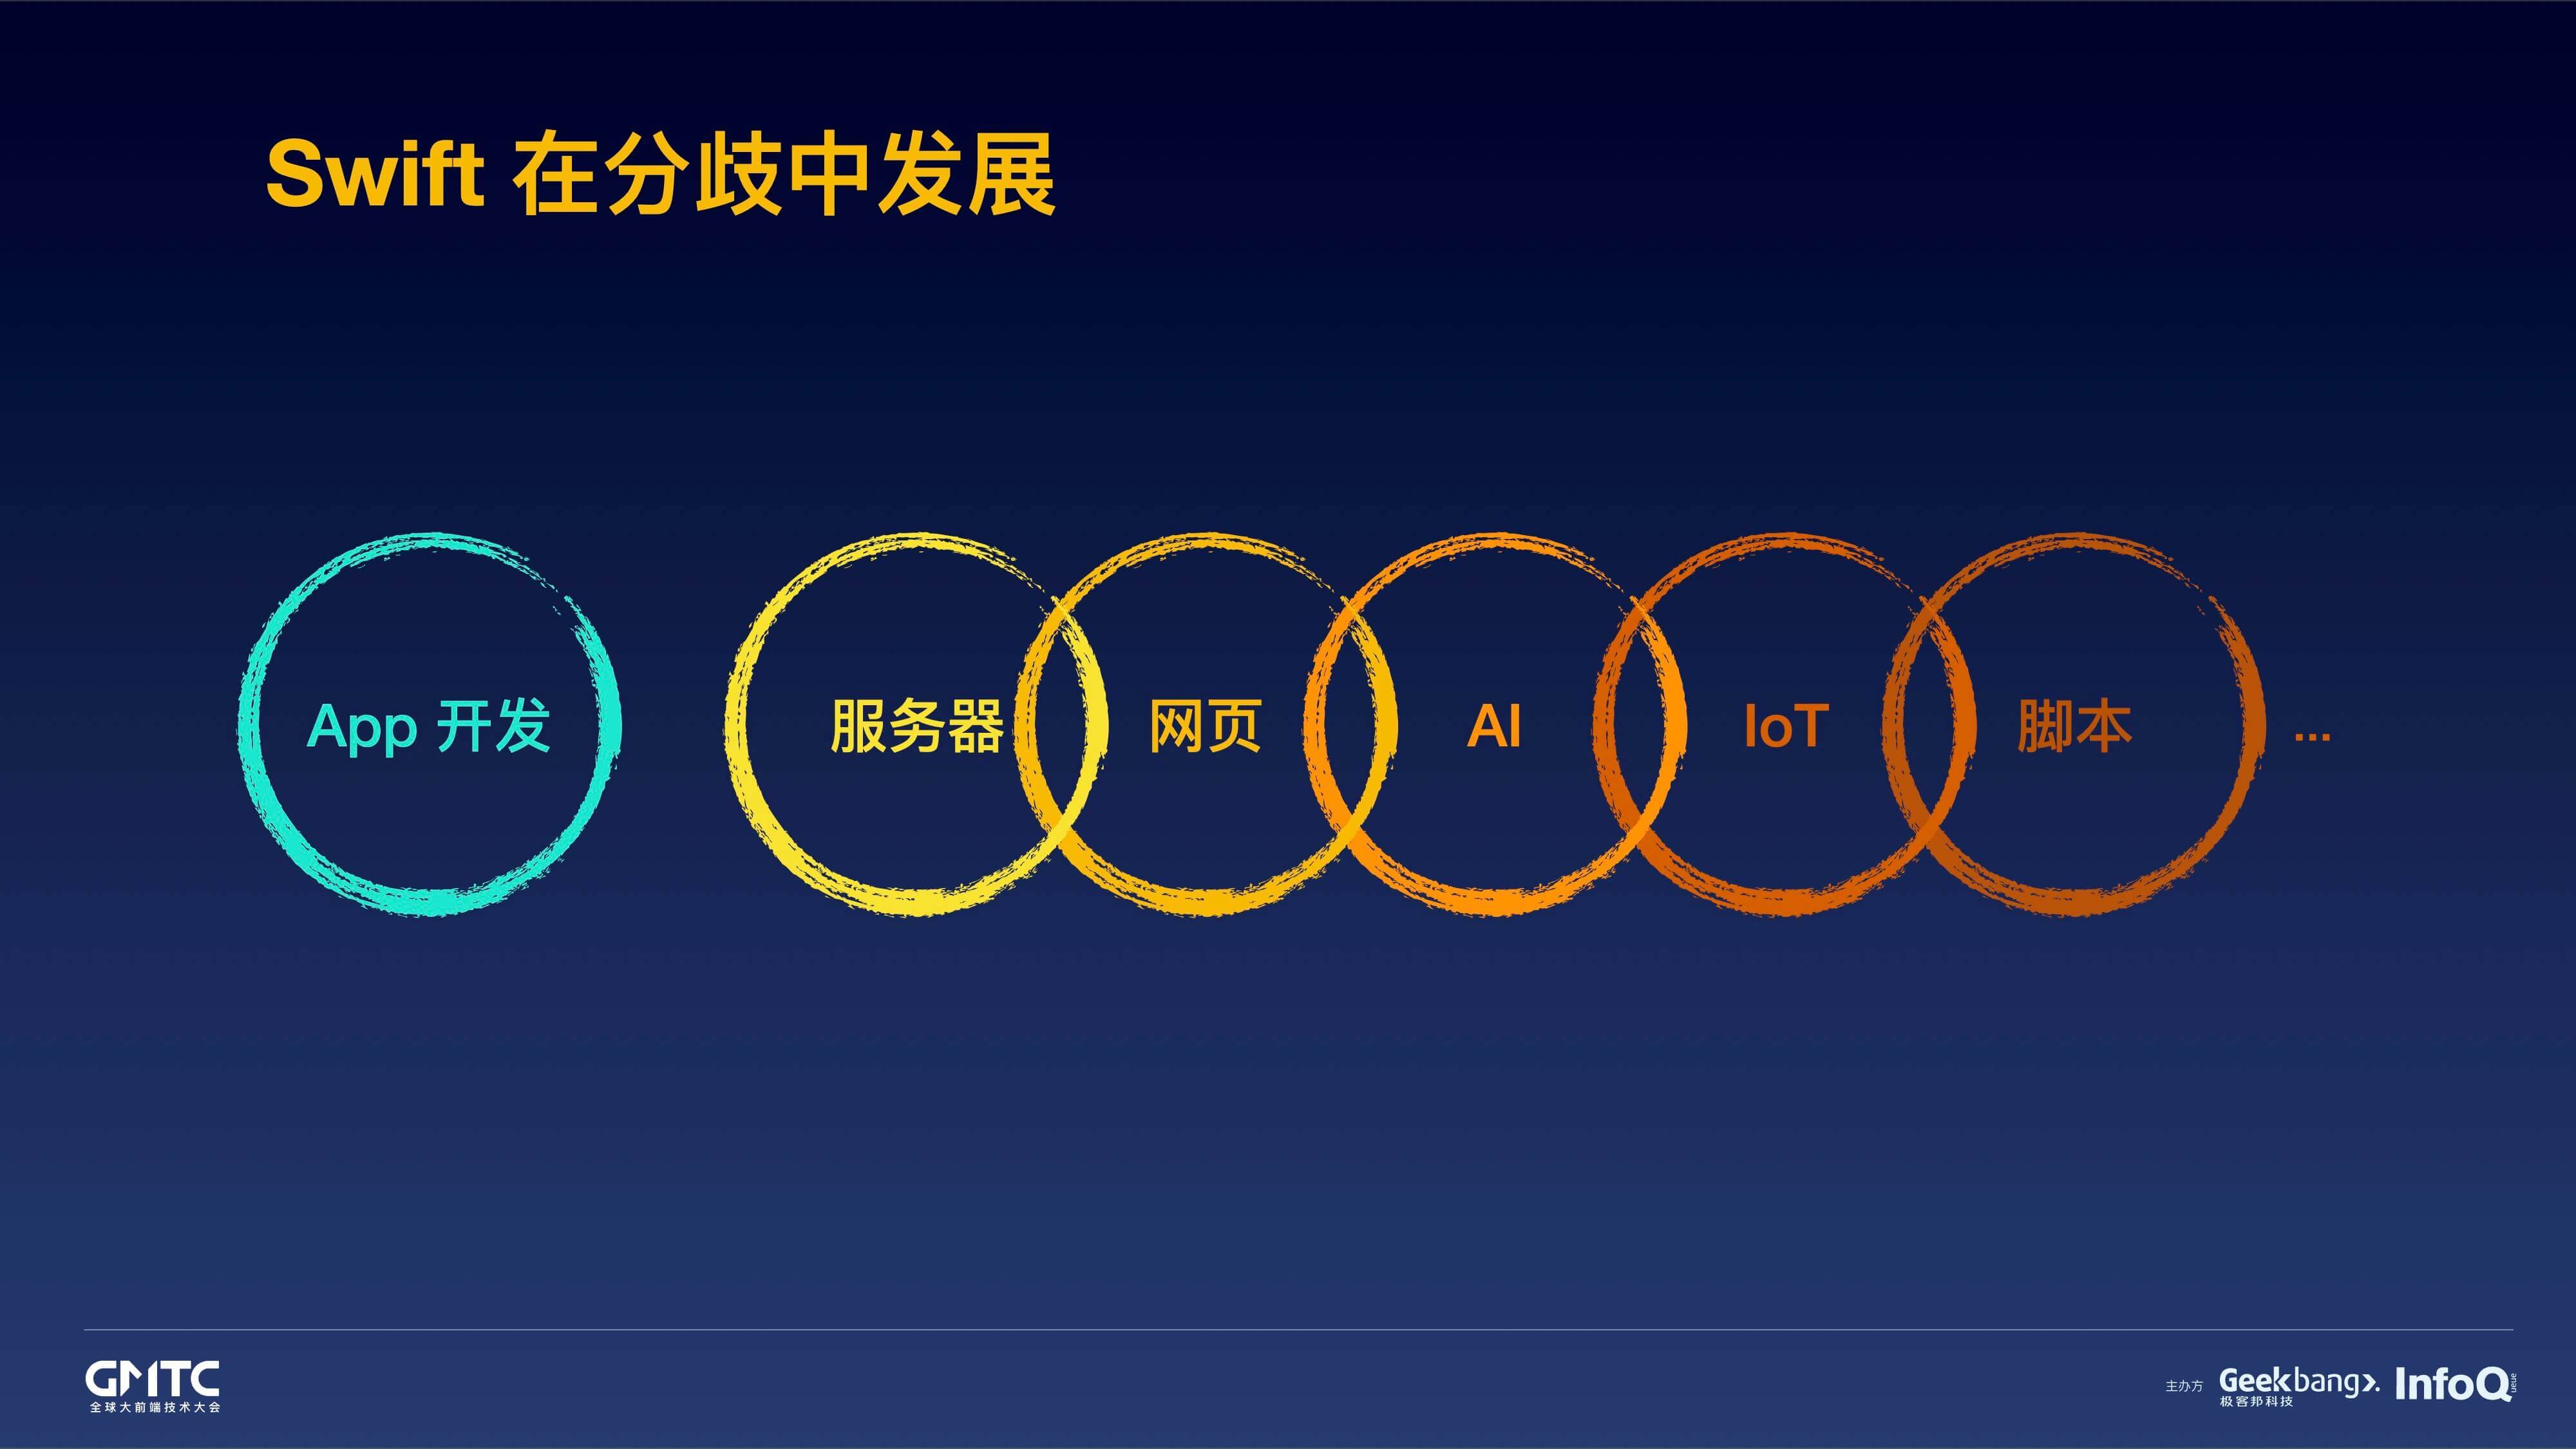 Swift 在分歧中发展
App 开发
服务器
网页
AI
IoT
脚本
...
GMTC
全球大前端技术大会
主办方
Geekbang>.
极客邦科技
InfoQ
ueue